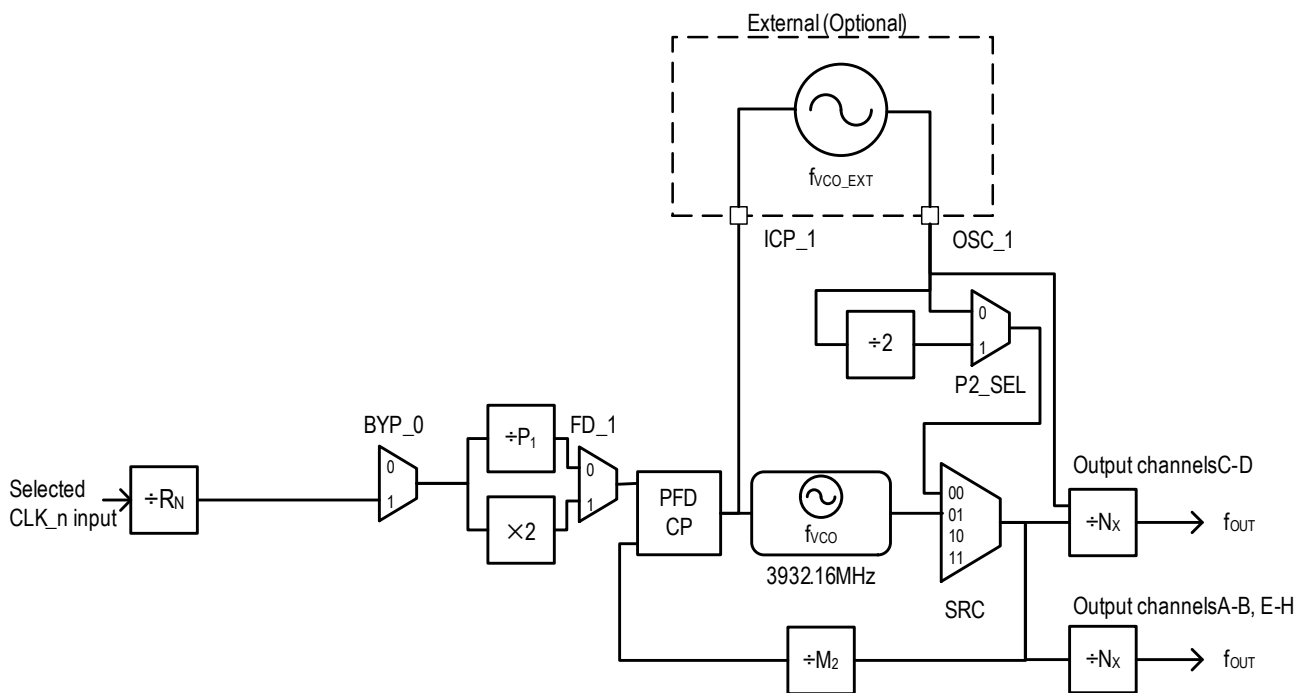 External (Optional)
fVCO_EXT
ICP_1
OSC_1
0
÷2
1
P2_SEL
BYP_0
÷P1
FD_1
0
1
0
1
×2
Selected
CLK_n input
÷RN
PFD
CP
fVCO
3932.16MHz
00
01
10
11
SRC
Output channelsC-D
÷NX
fOUT
Output channelsA-B, E-H
÷M2
÷NX
fOUT